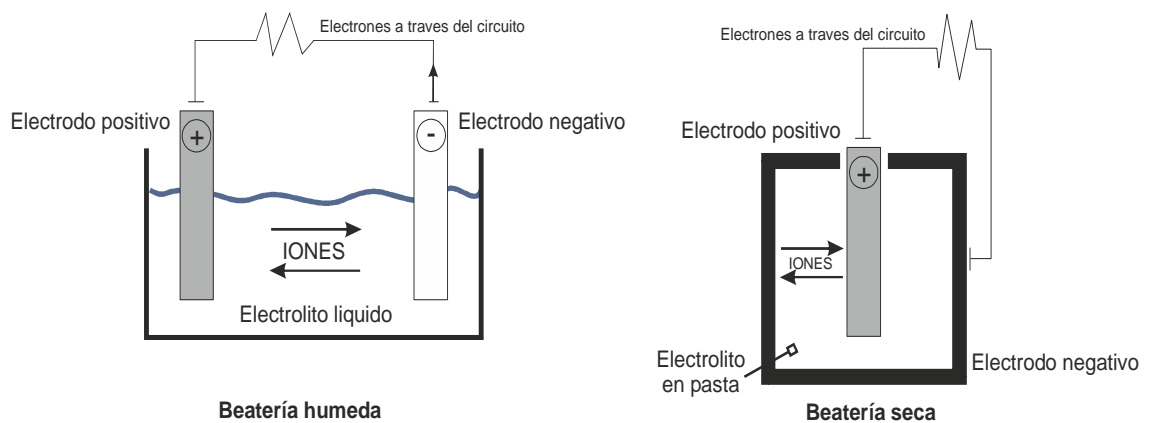 Electrones a traves del circuito
Electrodo positivo
+
-
Electrodo negativo
IONES
Electrolito liquido
Beatería humeda
Electrones a traves del circuito
Electrodo positivo
+
IONES
Electrolito
en pasta
Electrodo negativo
Beatería seca